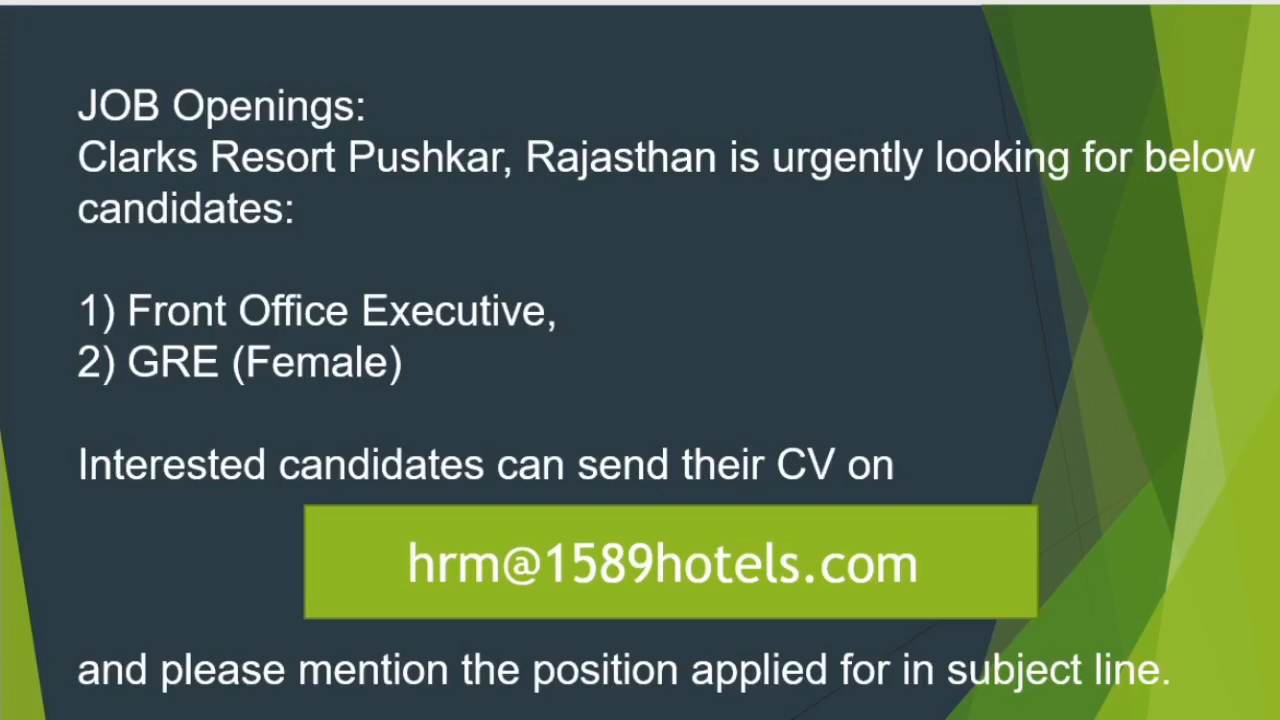 JOB Openings:
Clarks Resort Pushkar, Rajasthan is urgently looking for below
candidates:
1) Front Office Executive,
2) GRE (Female)
Interested candidates can send their CV on
hrm@1589hotels.com
and please mention the position applied for in subject line.